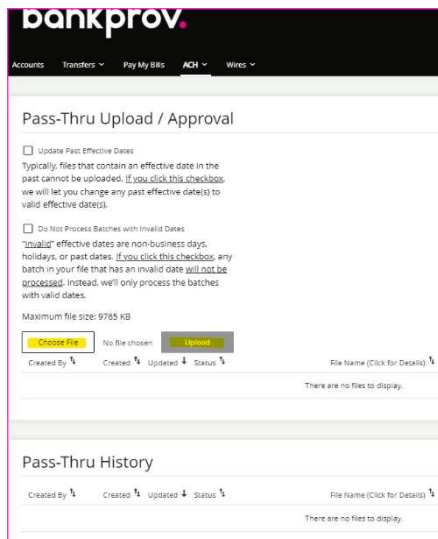 bankprov.
Accounts Transfers Pay My Bills ACH Wires
Pass-Thru Upload / Approval
Update Past Effective Dates
Typically, files that contain an effective date in the
past cannot be uploaded. If you click this checkbox,
we will let you change any past effective date(s) to
valid effective date(s).
Do Not Process Batches with Invalid Dates
"Invalid" effective dates are non-business days,
holidays, or past dates. If you click this checkbox, any
batch in your file that has an invalid date will not be
processed. Instead, we'll only process the batches
with valid dates.
Maximum file size: 9765 KB
Choose File No file chosen Upload
Created By Created Updated Status File Name (Click for Details)
There are no files to display.
Pass-Thru History
Created By Created Updated Status File Name (Click for Details)
There are no files to display.